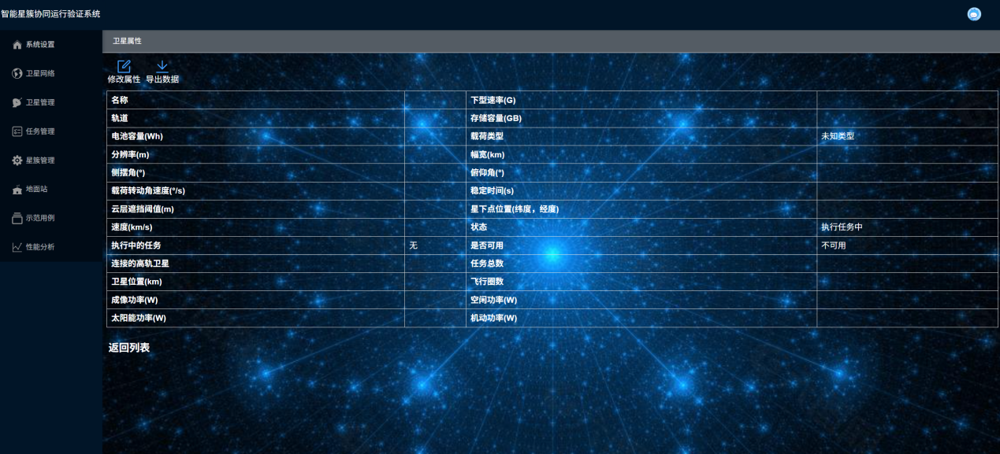 智能星簇协同运行验证系统
系统设置
卫星网络
卫星管理
任务管理
星簇管理
地面站
示范用例
性能分析
卫星属性
修改属性 导出数据
名称 下型速率(G)
轨道 存储容量(GB)
电池容量(Wh) 载荷类型 未知类型
分辨率(m) 幅宽(km)
侧摆角(°) 俯仰角(°)
载荷转动角速度(°/s) 稳定时间(s)
云层遮挡阈值(m) 星下点位置(纬度，经度)
速度(km/s) 状态 执行任务中
执行中的任务 无 是否可用 不可用
连接的高轨卫星 任务总数
卫星位置(km) 飞行圈数
成像功率(W) 空闲功率(W)
太阳能功率(W) 机动功率(W)
返回列表